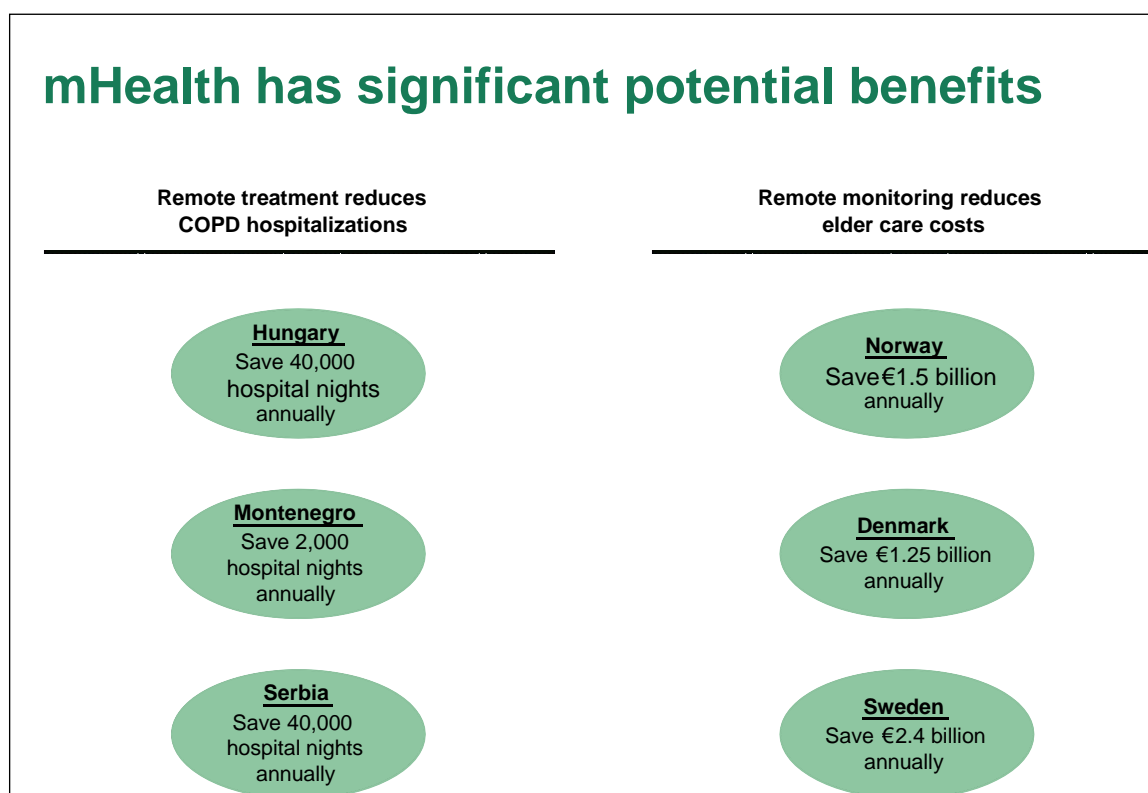 mHealth has significant potential benefits
Remote treatment reduces
COPD hospitalizations
Hungary
Save 40,000
hospital nights
annually
Montenegro
Save 2,000
hospital nights
annually
Serbia
Save 40,000
hospital nights
annually
Remote monitoring reduces
elder care costs
Norway
Save€1.5 billion
annually
Denmark
Save €1.25 billion
annually
Sweden
Save €2.4 billion
annually